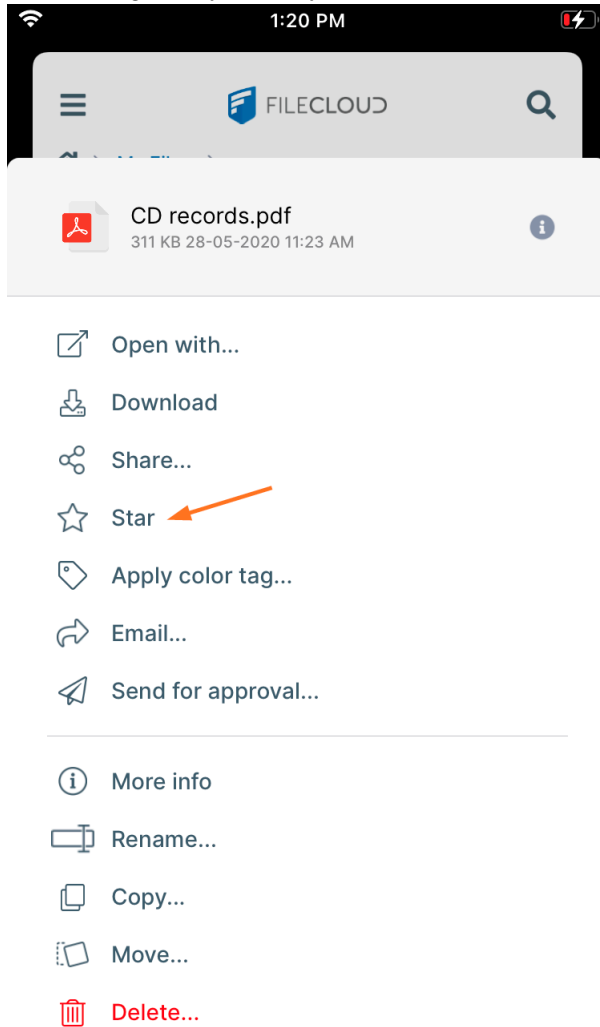 1:20 PM
FILECLOUD
CD records.pdf
311 KB 28-05-2020 11:23 AM
Open with...
Download
Share...
Star
Apply color tag...
Email...
Send for approval...
More info
Rename...
Copy...
Move...
Delete...